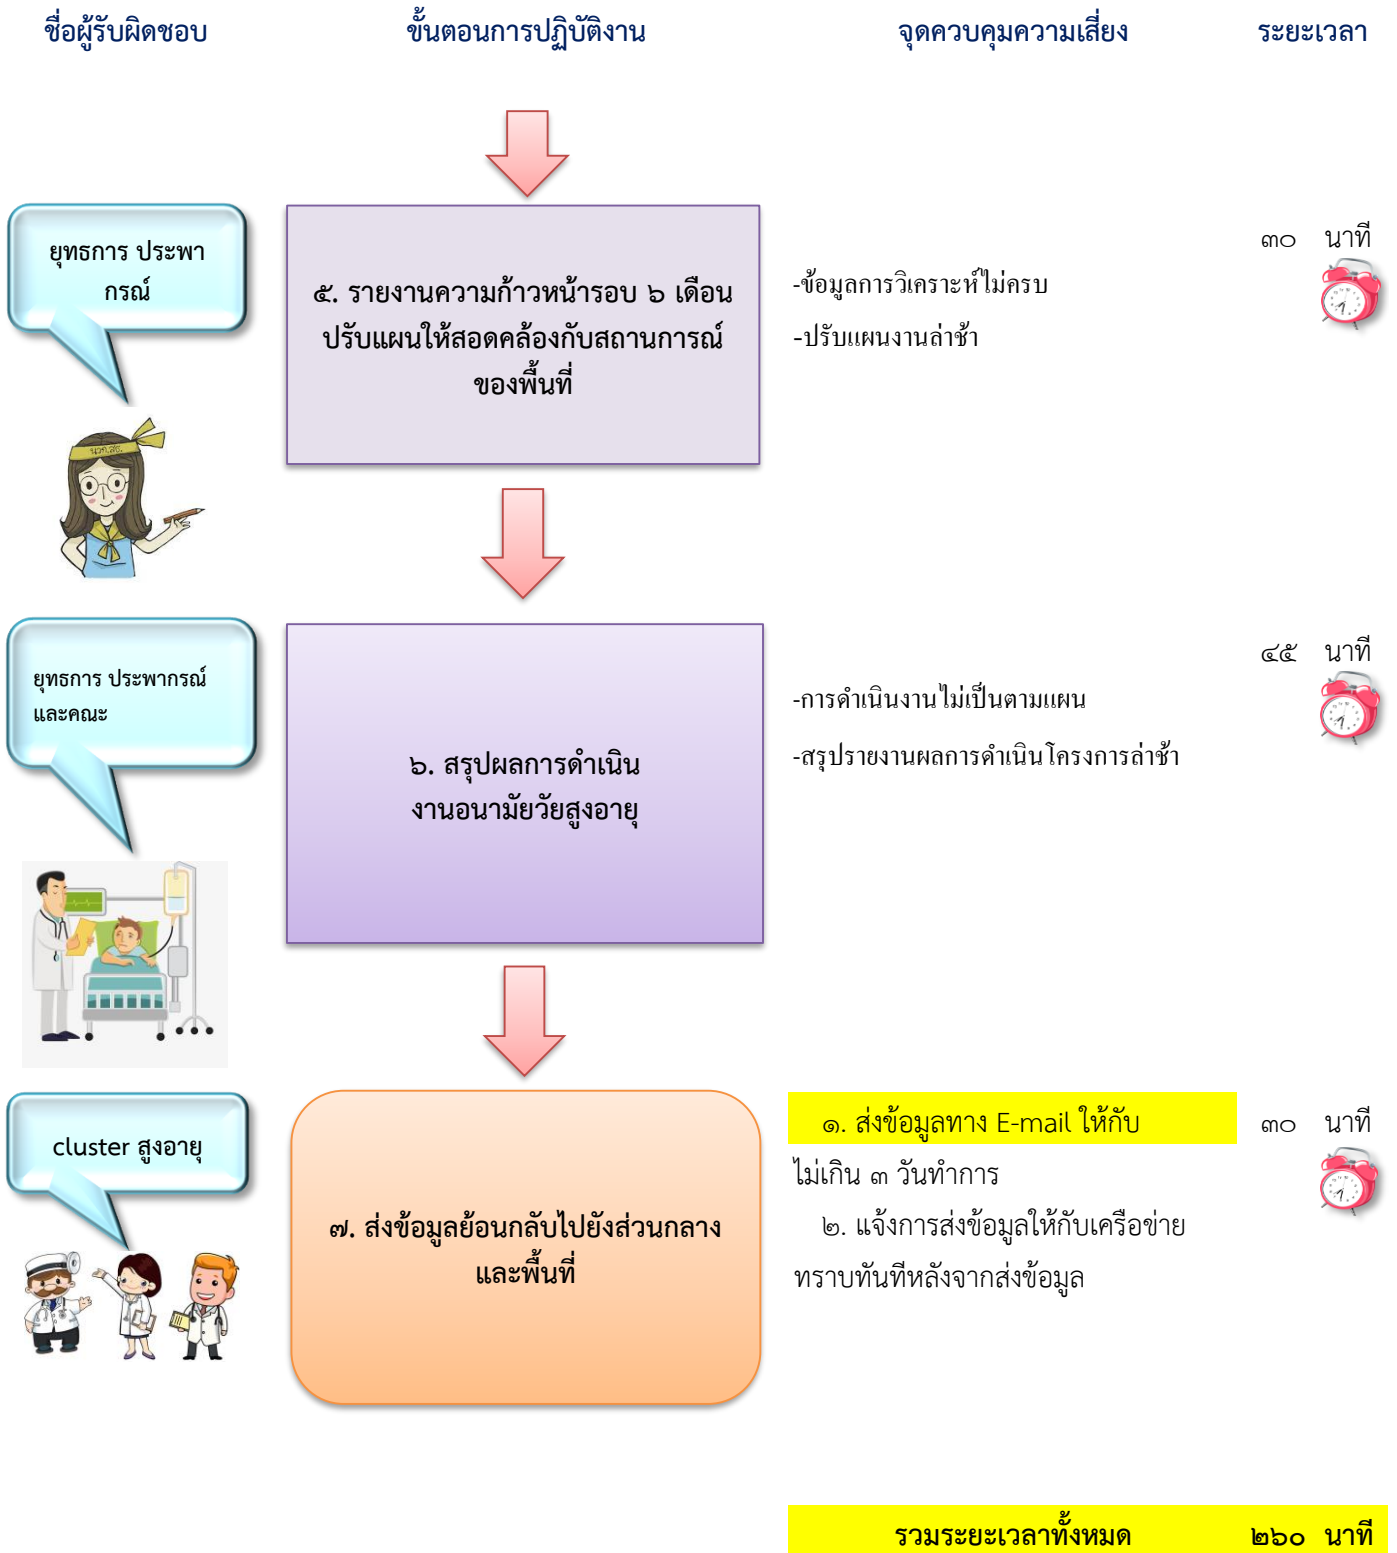 ชื่อผู้รับผิดชอบ ขั้นตอนการปฏิบัติงาน จุดควบคุมความเสี่ยง ระยะเวลา
ยุทธการ ประพา
กรณ์
๕. รายงานความก้าวหน้ารอบ ๖ เดือน
ปรับแผนให้สอดคล้องกับสถานการณ์
ของพื้นที่
-ข้อมูลการวิเคราะห์ไม่ครบ
-ปรับแผนงานล่าช้า
๓๐ นาที
นวก.สธ.
ยุทธการ ประพากรณ์
และคณะ
๖. สรุปผลการดำเนิน
งานอนามัยวัยสูงอายุ
-การดำเนินงานไม่เป็นตามแผน
-สรุปรายงานผลการดำเนินโครงการล่าช้า
๔๕ นาที
cluster สูงอายุ
๗. ส่งข้อมูลย้อนกลับไปยังส่วนกลาง
และพื้นที่
๑. ส่งข้อมูลทาง E-mail ให้กับ
ไม่เกิน ๓ วันทำการ
๒. แจ้งการส่งข้อมูลให้กับเครือข่าย
ทราบทันทีหลังจากส่งข้อมูล
๓๐ นาที
รวมระยะเวลาทั้งหมด ๒๖๐ นาที